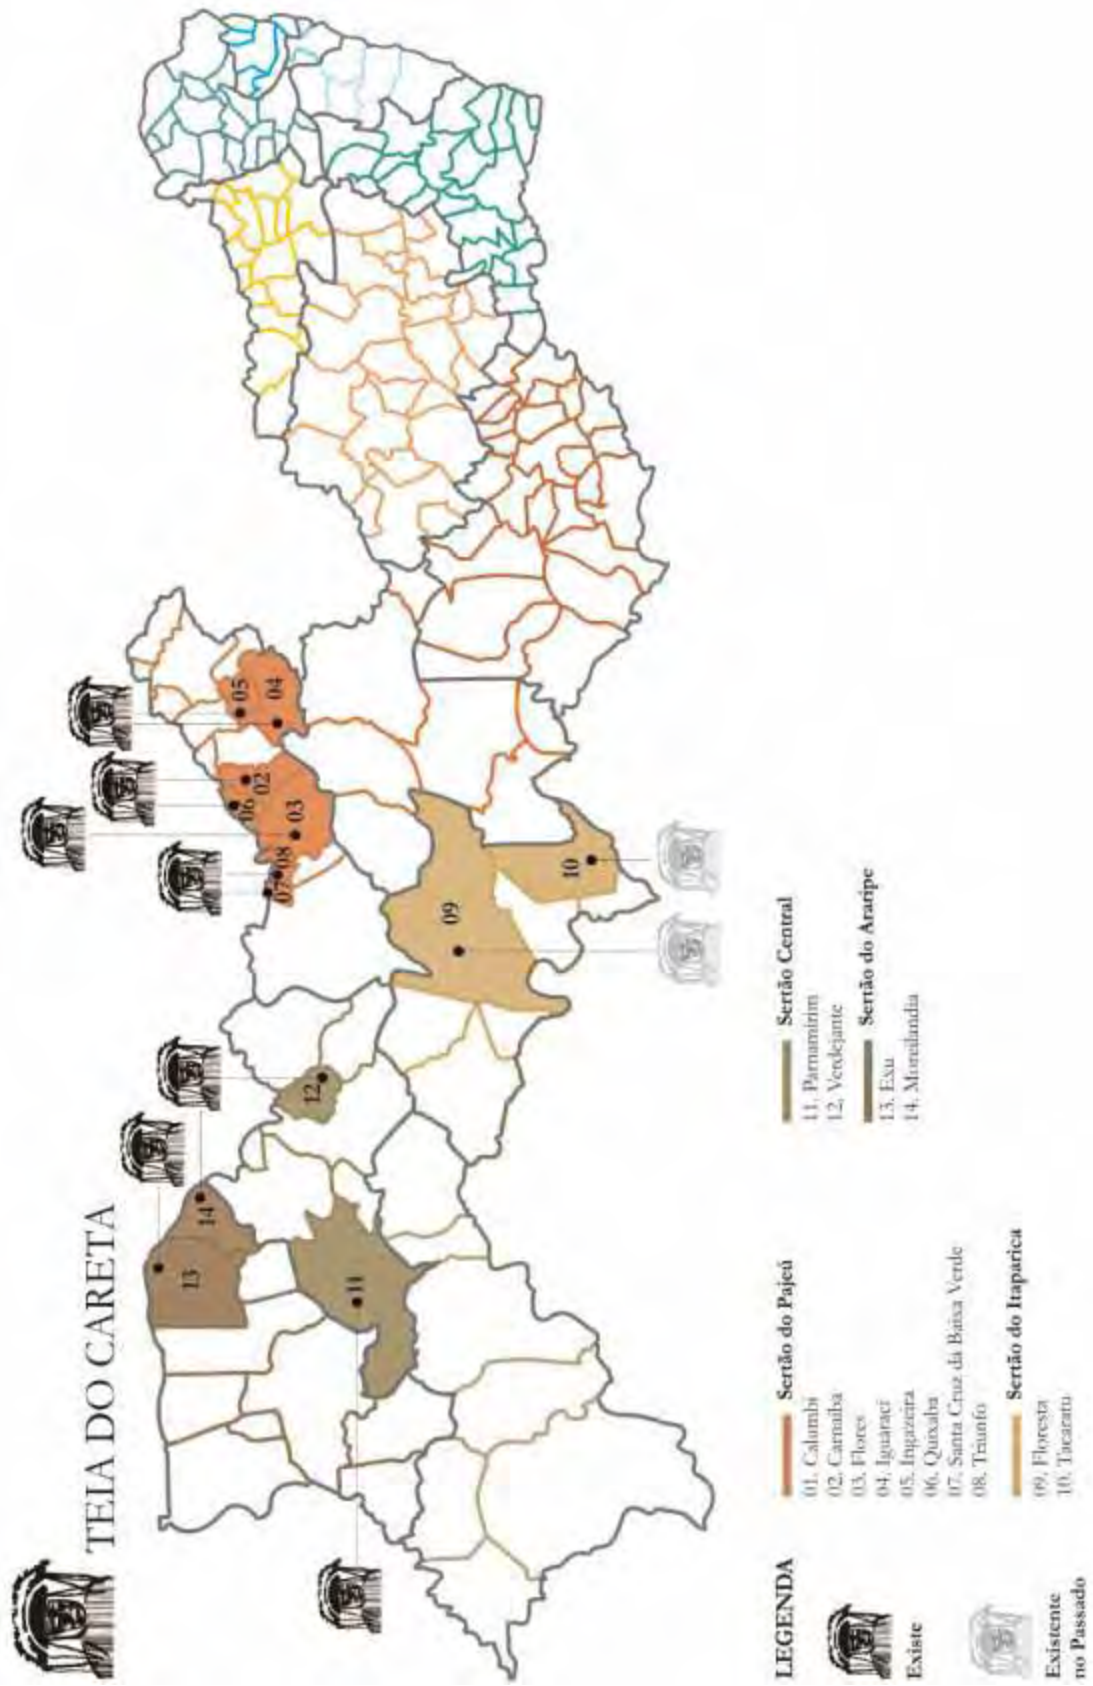 TEIA DO CARETA
05
04
02
06
03
08
07
09
10
12
14
13
11
LEGENDA
Existe
Existente
no Passado
Sertão do Pajeú
01. Calumbi
02. Carnaíba
03. Flores
04. Iguaraci
05. Ingazeira
06. Quixaba
07. Santa Cruz da Baixa Verde
08. Triunfo
Sertão do Itaparica
09. Floresta
10. Tacaratu
Sertão Central
11. Parnamirim
12. Verdejante
Sertão do Araripe
13. Exu
14. Moreilandia